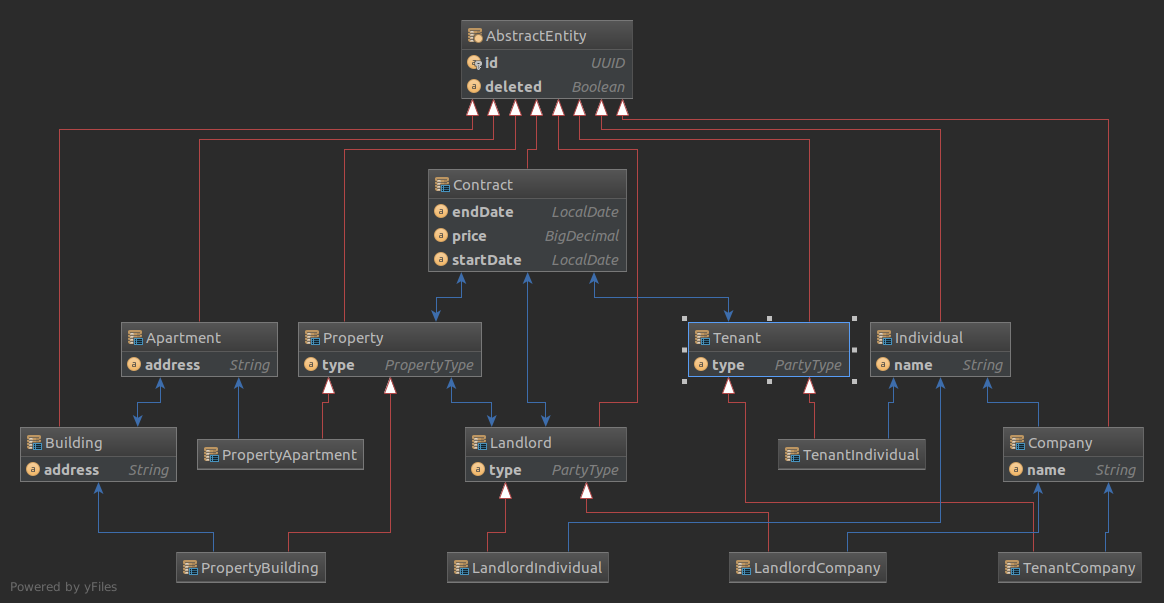 AbstractEntity
id UUID
deleted Boolean
Contract
endDate LocalDate
price BigDecimal
startDate LocalDate
Apartment
address String
Property
type PropertyType
Tenant
type PartyType
Individual
name String
Building
address String
PropertyApartment
Landlord
type PartyType
TenantIndividual
Company
name String
PropertyBuilding
LandlordIndividual
LandlordCompany
TenantCompany
Powered by yFiles